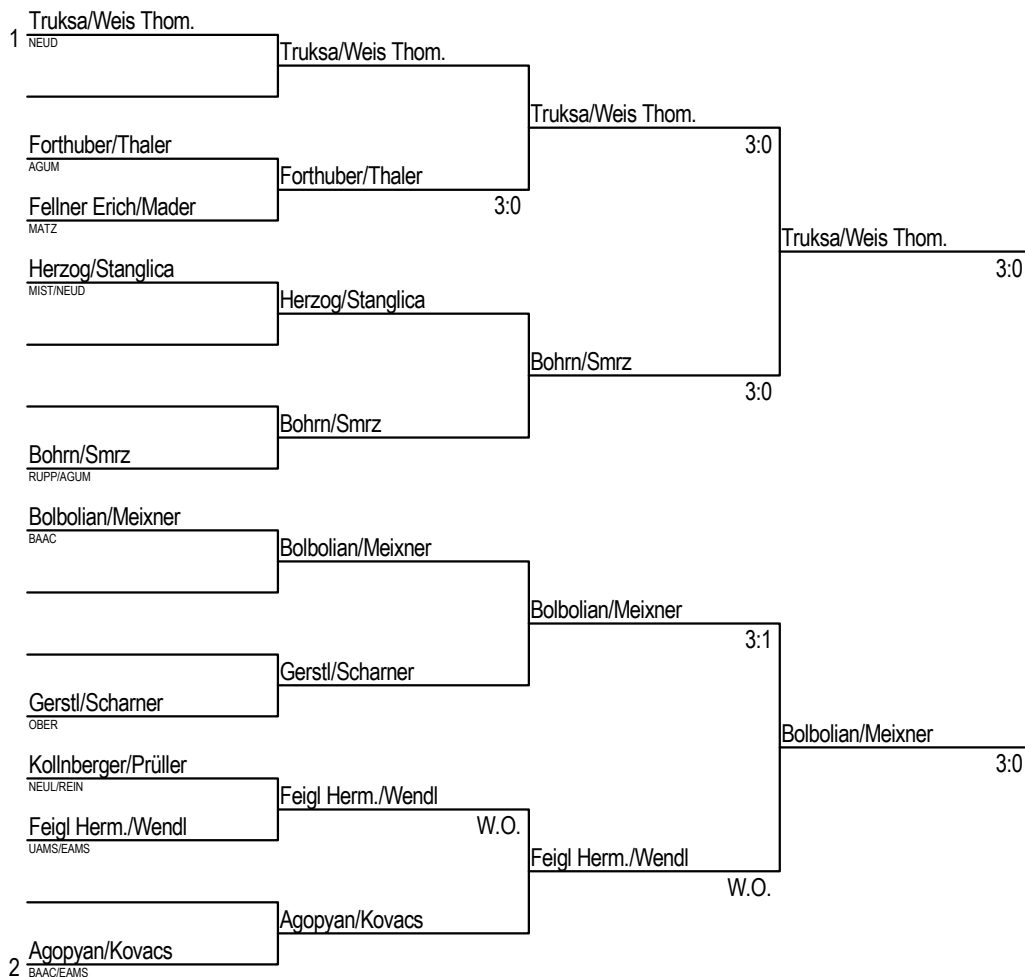 Truksa/Weis Thom.
1
NEUD
Truksa/Weis Thom.
Truksa/Weis Thom.
3:0
Forthuber/Thaler
AGUM
Forthuber/Thaler
3:0
Fellner Erich/Mader
MATZ
Truksa/Weis Thom.
3:0
Herzog/Stanglica
MIST/NEUD
Herzog/Stanglica
Bohrn/Smrz
3:0
Bohrn/Smrz
Bohrn/Smrz
RUPP/AGUM
Bolbolian/Meixner
BAAC
Bolbolian/Meixner
Bolbolian/Meixner
3:1
Gerstl/Scharner
Gerstl/Scharner
OBER
Bolbolian/Meixner
3:0
Kollnberger/Prüller
NEUL/REIN
Feigl Herm./Wendl
W.O.
Feigl Herm./Wendl
UAMS/EAMS
Feigl Herm./Wendl
W.O.
Agopyan/Kovacs
Agopyan/Kovacs
2
BAAC/EAMS